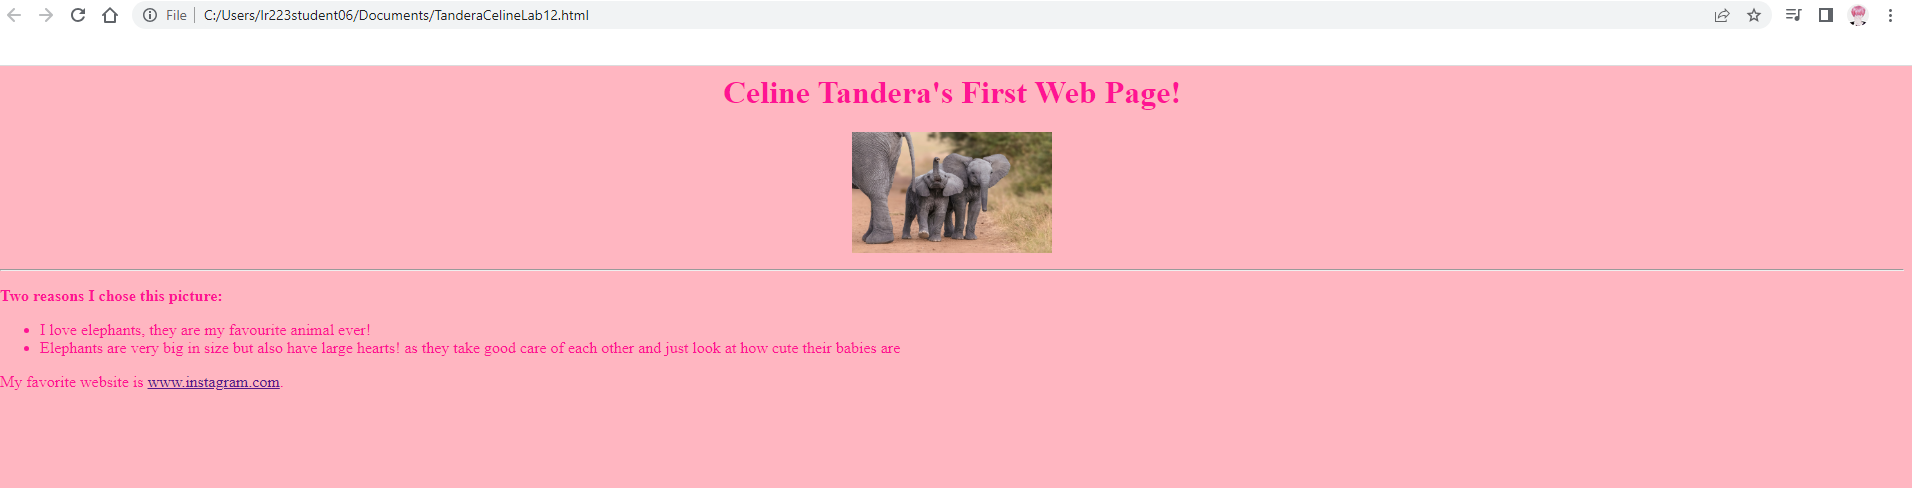 File C:/Users/lr223student06/Documents/TanderaCelineLab12.html
Celine Tandera's First Web Page!
Two reasons I chose this picture:
• I love elephants, they are my favourite animal ever!
• Elephants are very big in size but also have large hearts! as they take good care of each other and just look at how cute their babies are
My favorite website is www.instagram.com.